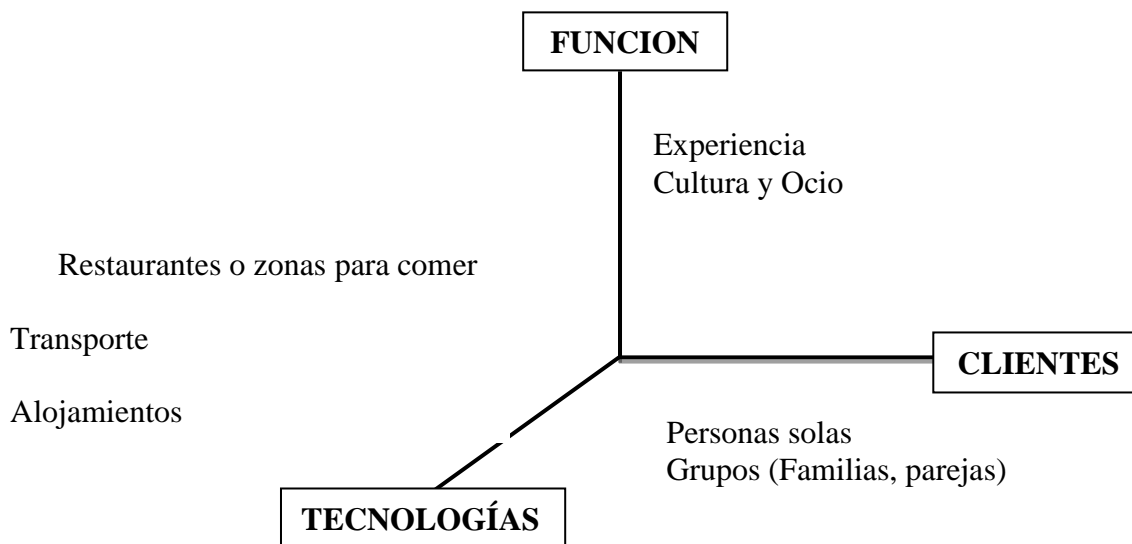 FUNCION
Experiencia
Cultura y Ocio
Restaurantes o zonas para comer
Transporte
CLIENTES
Alojamientos
Personas solas
Grupos (Familias, parejas)
TECNOLOGÍAS